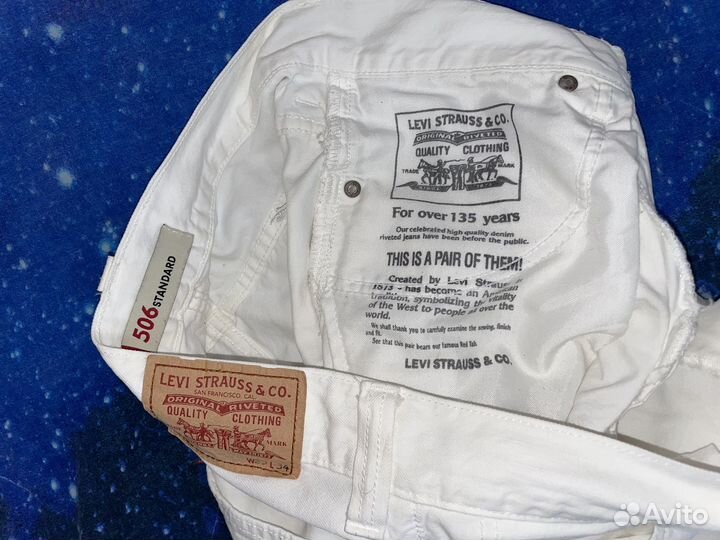 LEVI STRAUSS & CO.
ORIGINAL RIVETED
QUALITY CLOTHING
TRADE MARK
For over 135 years
Our celebrated high quality denim
riveted jeans have been before the public.
THIS IS A PAIR OF THEM!
Created by Levi Strauss
1873 - has become an American
tradition, symbolizing the vitality
of the West to people all over the
world.
We shall thank you to carefully examine the sewing, finish
and fit.
See that this pair bears our famous Red Tab.
LEVI STRAUSS & CO.
506 STANDARD
LEVI STRAUSS & CO.
SAN FRANCISCO, CAL.
ORIGINAL RIVETED
QUALITY CLOTHING
MARK
L 34
Avito